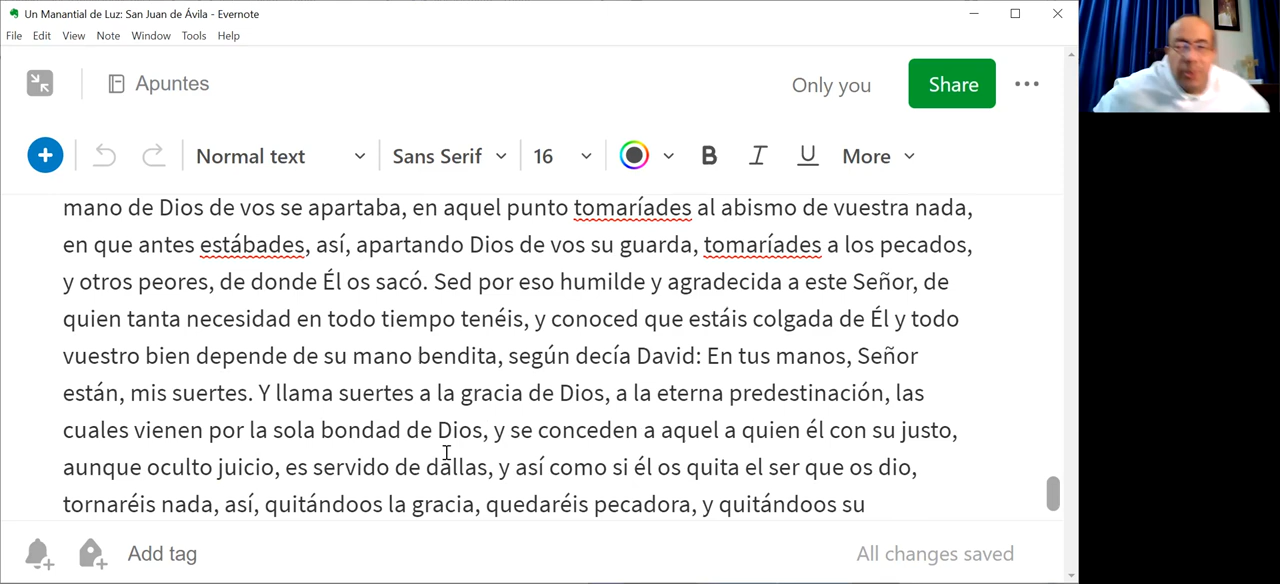 Un Manantial de Luz: San Juan de Ávila - Evernote
File Edit View Note Window Tools Help
Apuntes Only you Share
Normal text Sans Serif 16 B I U More
mano de Dios de vos se apartaba, en aquel punto tomaríades al abismo de vuestra nada,
en que antes estábades, así, apartando Dios de vos su guarda, tomaríades a los pecados,
y otros peores, de donde Él os sacó. Sed por eso humilde y agradecida a este Señor, de
quien tanta necesidad en todo tiempo tenéis, y conoced que estáis colgada de Él y todo
vuestro bien depende de su mano bendita, según decía David: En tus manos, Señor
están, mis suertes. Y llama suertes a la gracia de Dios, a la eterna predestinación, las
cuales vienen por la sola bondad de Dios, y se conceden a aquel a quien él con su justo,
aunque oculto juicio, es servido de dallas, y así como si él os quita el ser que os dio,
tornaréis nada, así, quitándoos la gracia, quedaréis pecadora, y quitándoos su
Add tag All changes saved